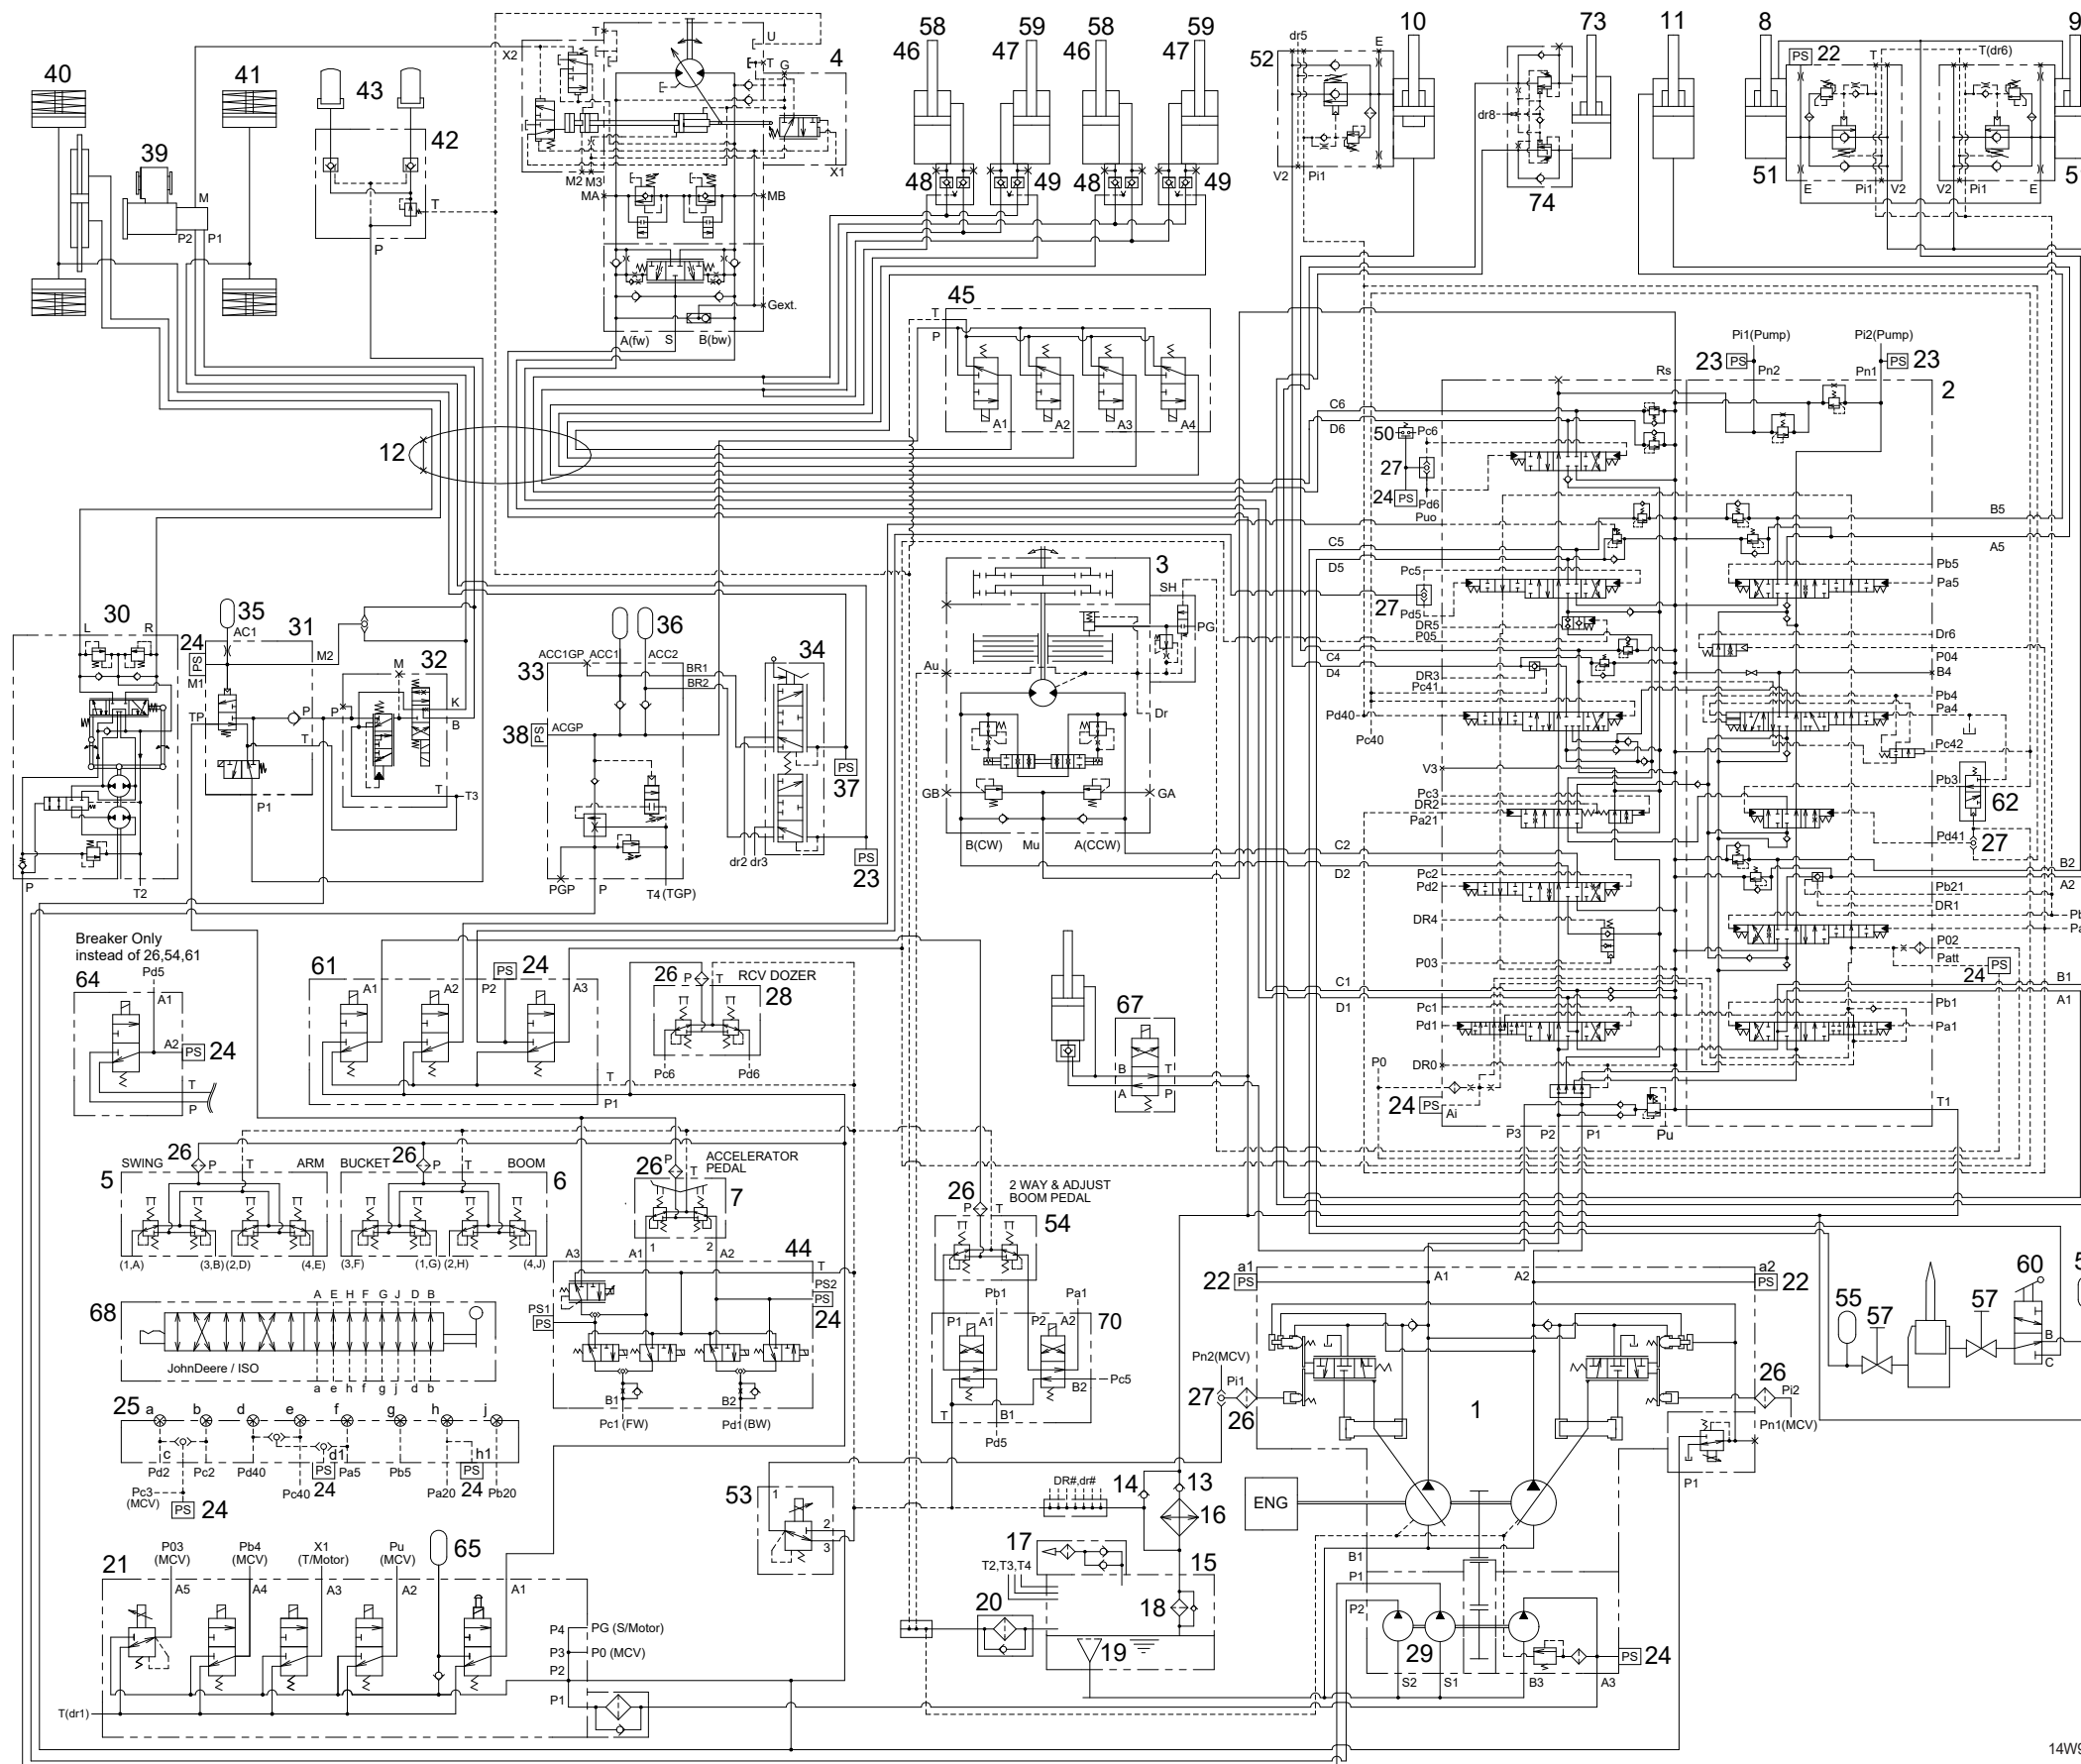 58
59
58
59
10
73
11
8
9
46
47
46
47
T
U
X2
T
G
4
dr5
E
52
PS
22
T
T(dr6)
40
41
43
dr8
42
39
M
P2
P1
T
P
M2
M3
X1
V2
Pi1
MA
MB
48
49
48
49
74
51
E
Pi1
V2
V2
Pi1
E
5
Gext.
A(fw)
S
B(bw)
45
T
P
A1
A2
A3
A4
Pi1(Pump)
Pi2(Pump)
23
PS
PS
23
Rs
Pn2
Pn1
2
C6
D6
50
Pc6
27
24
PS
Pd6
Puo
12
B5
A5
C5
D5
Pc5
27
Pd5
DR5
P05
Pb5
Pa5
3
SH
PG
Au
Dr
GB
GA
B(CW)
Mu
A(CCW)
C4
D4
DR3
Pc41
Pd40
Pc40
Dr6
P04
B4
Pb4
Pa4
Pc42
Pb3
62
Pd41
27
V3
Pc3
DR2
Pa21
C2
D2
Pc2
Pd2
DR4
P03
B2
A2
Pb21
DR1
Pb
Pa
P02
Patt
24
PS
L
R
30
35
AC1
24
PS
M1
31
M2
32
M
K
B
P
TP
P
T
T
T3
P1
P
T2
36
ACC1GP
ACC1
ACC2
33
BR1
BR2
34
38
PS
ACGP
PS
37
dr2
dr3
PS
23
PGP
P
T4 (TGP)
Breaker Only
instead of 26,54,61
64
Pd5
A1
A2
PS
24
T
P
61
PS
24
A1
A2
P2
A3
T
P1
26
P
T
RCV DOZER
28
Pc6
Pd6
67
B
T
A
P
C1
D1
Pc1
Pd1
P0
DR0
24
PS
Ai
P3
P2
P1
Pu
B1
A1
Pb1
Pa1
T1
SWING
26
P
T
ARM
BUCKET
26
P
T
BOOM
5
6
(1,A)
(3,B)
(2,D)
(4,E)
(3,F)
(1,G)
(2,H)
(4,J)
26
P
T
ACCELERATOR
PEDAL
7
1
2
2 WAY & ADJUST
BOOM PEDAL
26
P
T
54
A3
A1
A2
44
T
PS2
PS
24
PS1
PS
B1
B2
Pc1 (FW)
Pd1(BW)
68
A
E
H
F
G
J
D
B
JohnDeere / ISO
a
e
h
f
g
j
d
b
25
a
b
d
e
f
g
h
j
c
d1
h1
Pd2
Pc2
Pd40
PS
Pa5
Pb5
PS
Pc3
(MCV)
Pc40
24
Pa20
24
Pb20
PS
24
Pb1
Pa1
P1
A1
P2
A2
70
B2
Pc5
T
B1
Pd5
a1
22
PS
A1
A2
a2
PS
22
Pn2(MCV)
27
Pi1
26
1
26
Pi2
Pn1(MCV)
P1
55
57
57
60
5
B
C
53
1
2
3
DR#,dr#
14
13
16
ENG
17
T2,T3,T4
15
18
20
19
B1
P1
P2
29
PS
24
S2
S1
B3
A3
21
P03
(MCV)
Pb4
(MCV)
X1
(T/Motor)
Pu
(MCV)
65
A5
A4
A3
A2
A1
P4
PG (S/Motor)
P3
P0 (MCV)
P2
P1
T(dr1)
14W9